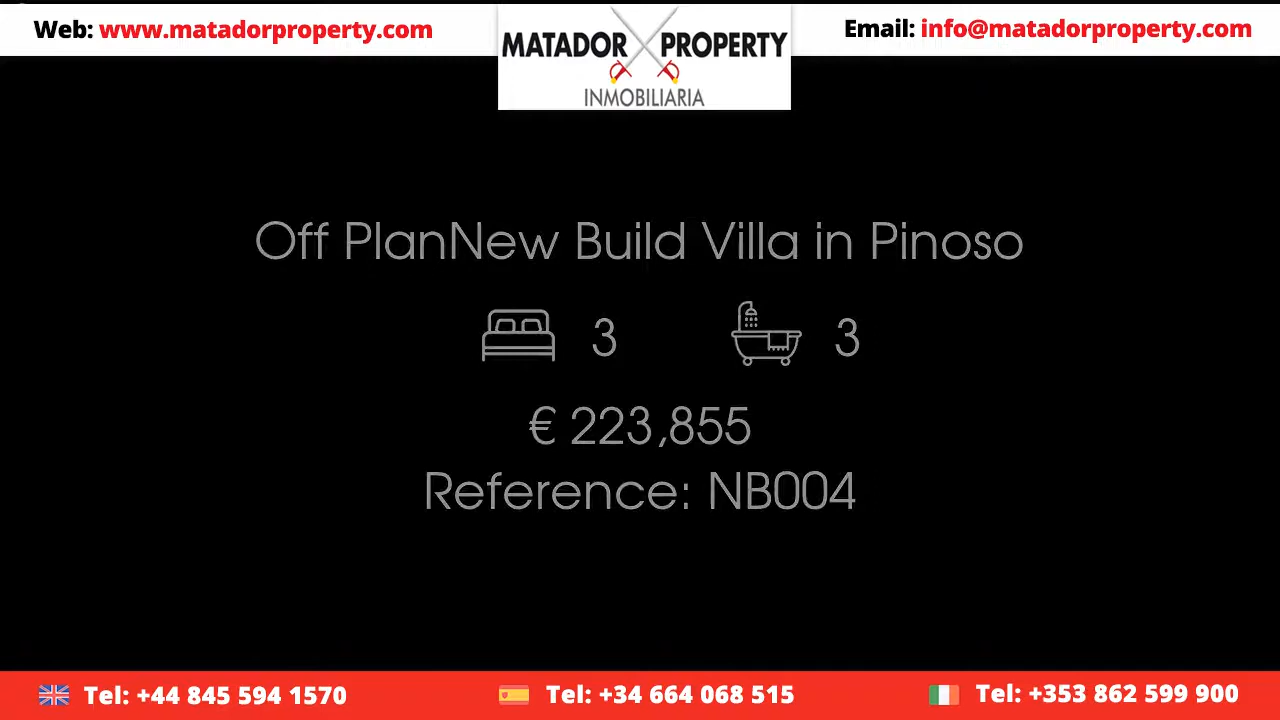 Web: www.matadorproperty.com
MATADOR PROPERTY
INMOBILIARIA
Email: info@matadorproperty.com
Off PlanNew Build Villa in Pinoso
3 3
€ 223,855
Reference: NB004
Tel: +44 845 594 1570
Tel: +34 664 068 515
Tel: +353 862 599 900